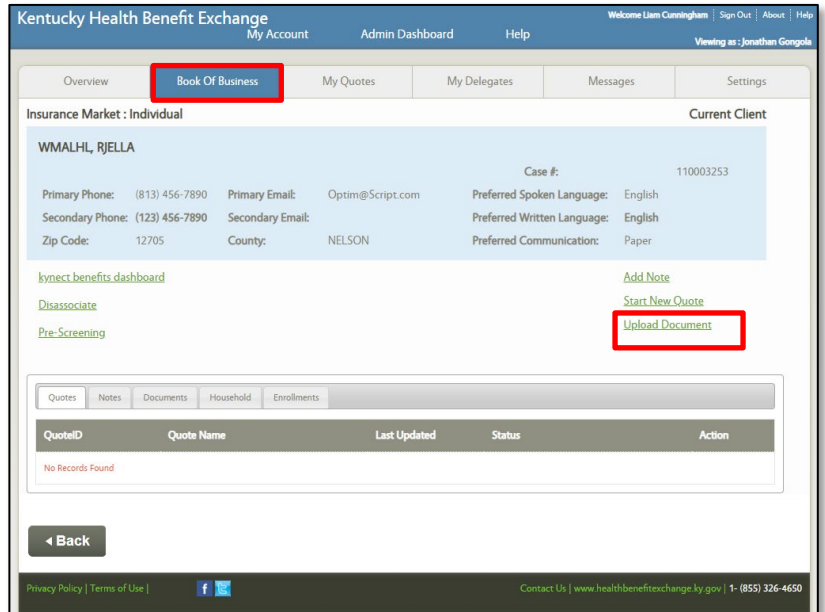 Kentucky Health Benefit Exchange
Welcome Liam Cunningham | Sign Out | About | Help
My Account Admin Dashboard Help
Viewing as : Jonathan Gongola
Overview Book Of Business My Quotes My Delegates Messages Settings
Insurance Market : Individual Current Client
WMALHL, RJELLA
Case #: 110003253
Primary Phone: (813) 456-7890 Primary Email: Optim@Script.com Preferred Spoken Language: English
Secondary Phone: (123) 456-7890 Secondary Email: Preferred Written Language: English
Zip Code: 12705 County: NELSON Preferred Communication: Paper
kynect benefits dashboard Add Note
Disassociate Start New Quote
Pre-Screening Upload Document
Quotes Notes Documents Household Enrollments
QuoteID Quote Name Last Updated Status Action
No Records Found
Back
Privacy Policy | Terms of Use | f t Contact Us | www.healthbenefitexchange.ky.gov | 1- (855) 326-4650